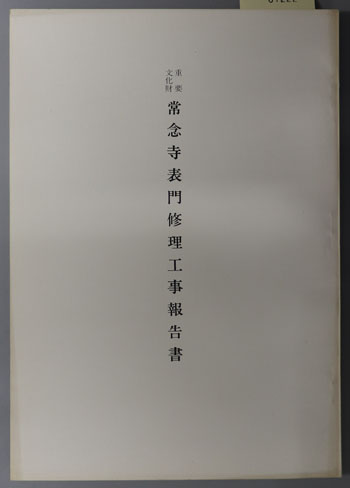 重要
文化財
常念寺表門修理工事報告書